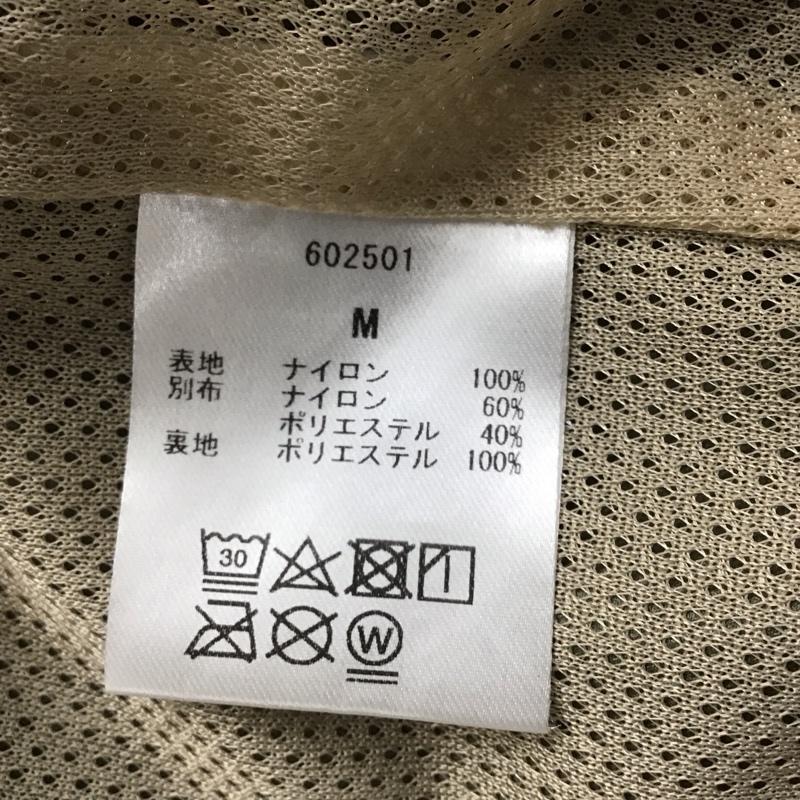 602501
M
表地 ナイロン 100%
別布 ナイロン 60%
ポリエステル 40%
裏地 ポリエステル 100%
30
W